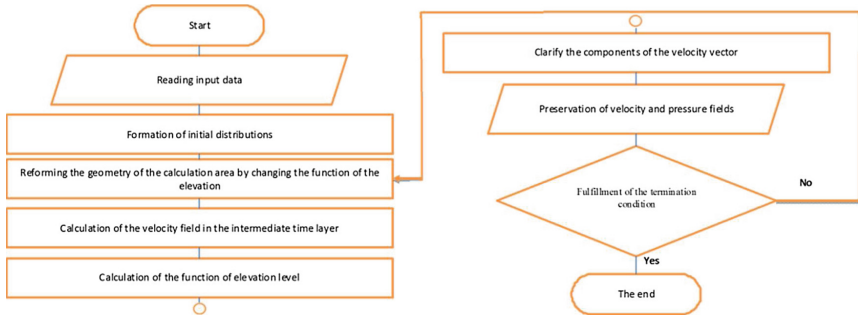 Start
Reading input data
Formation of initial distributions
Reforming the geometry of the calculation area by changing the function of the
elevation
Calculation of the velocity field in the intermediate time layer
Calculation of the function of elevation level
Clarify the components of the velocity vector
Preservation of velocity and pressure fields
Fulfillment of the termination
condition
No
Yes
The end